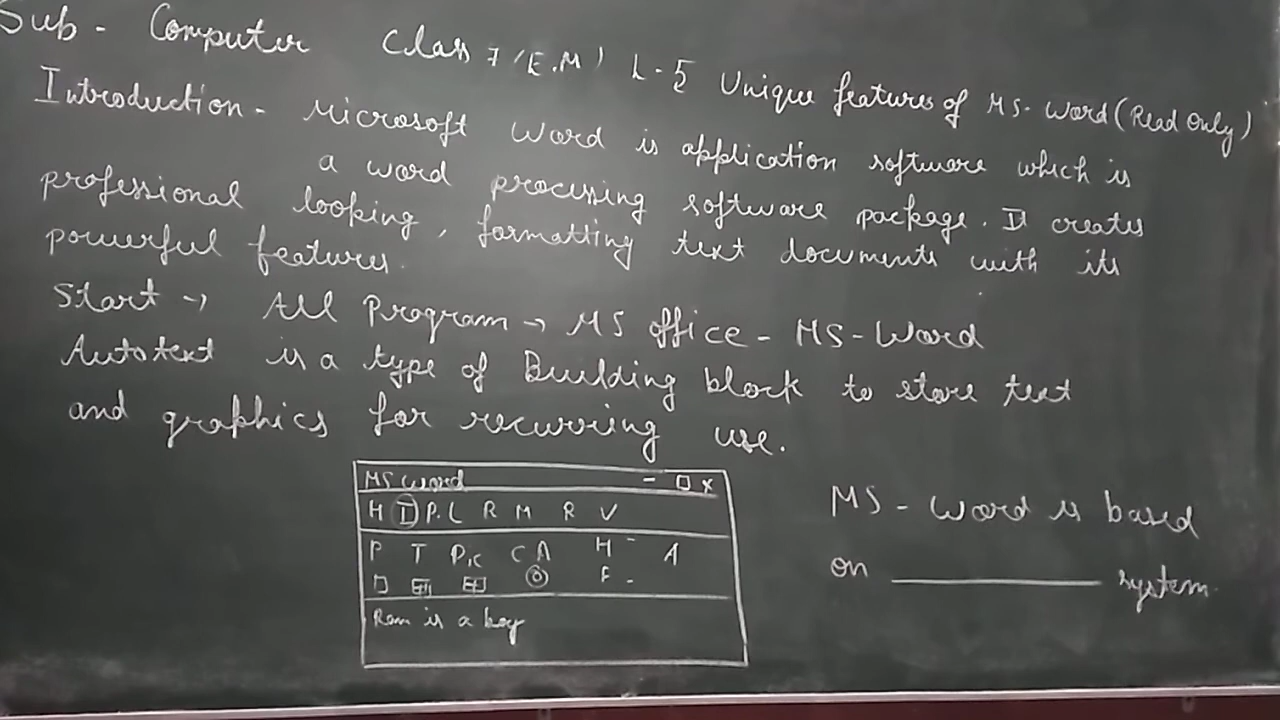 Sub - Computer Class 7 (E.M) L-5 Unique features of MS-Word (Read Only)
Introduction - Microsoft Word is application software which is
a word processing software package. It creates
professional looking, formatting text documents with its
powerful features.
Start → All Program → MS office - MS-Word
Autotext is a type of Building block to store text
and graphics for recurring use.
MS word - □ x
H I P.L R M R V
P T Pic C A H - A
F -
Ram is a boy
MS - Word is based
on ________ system.